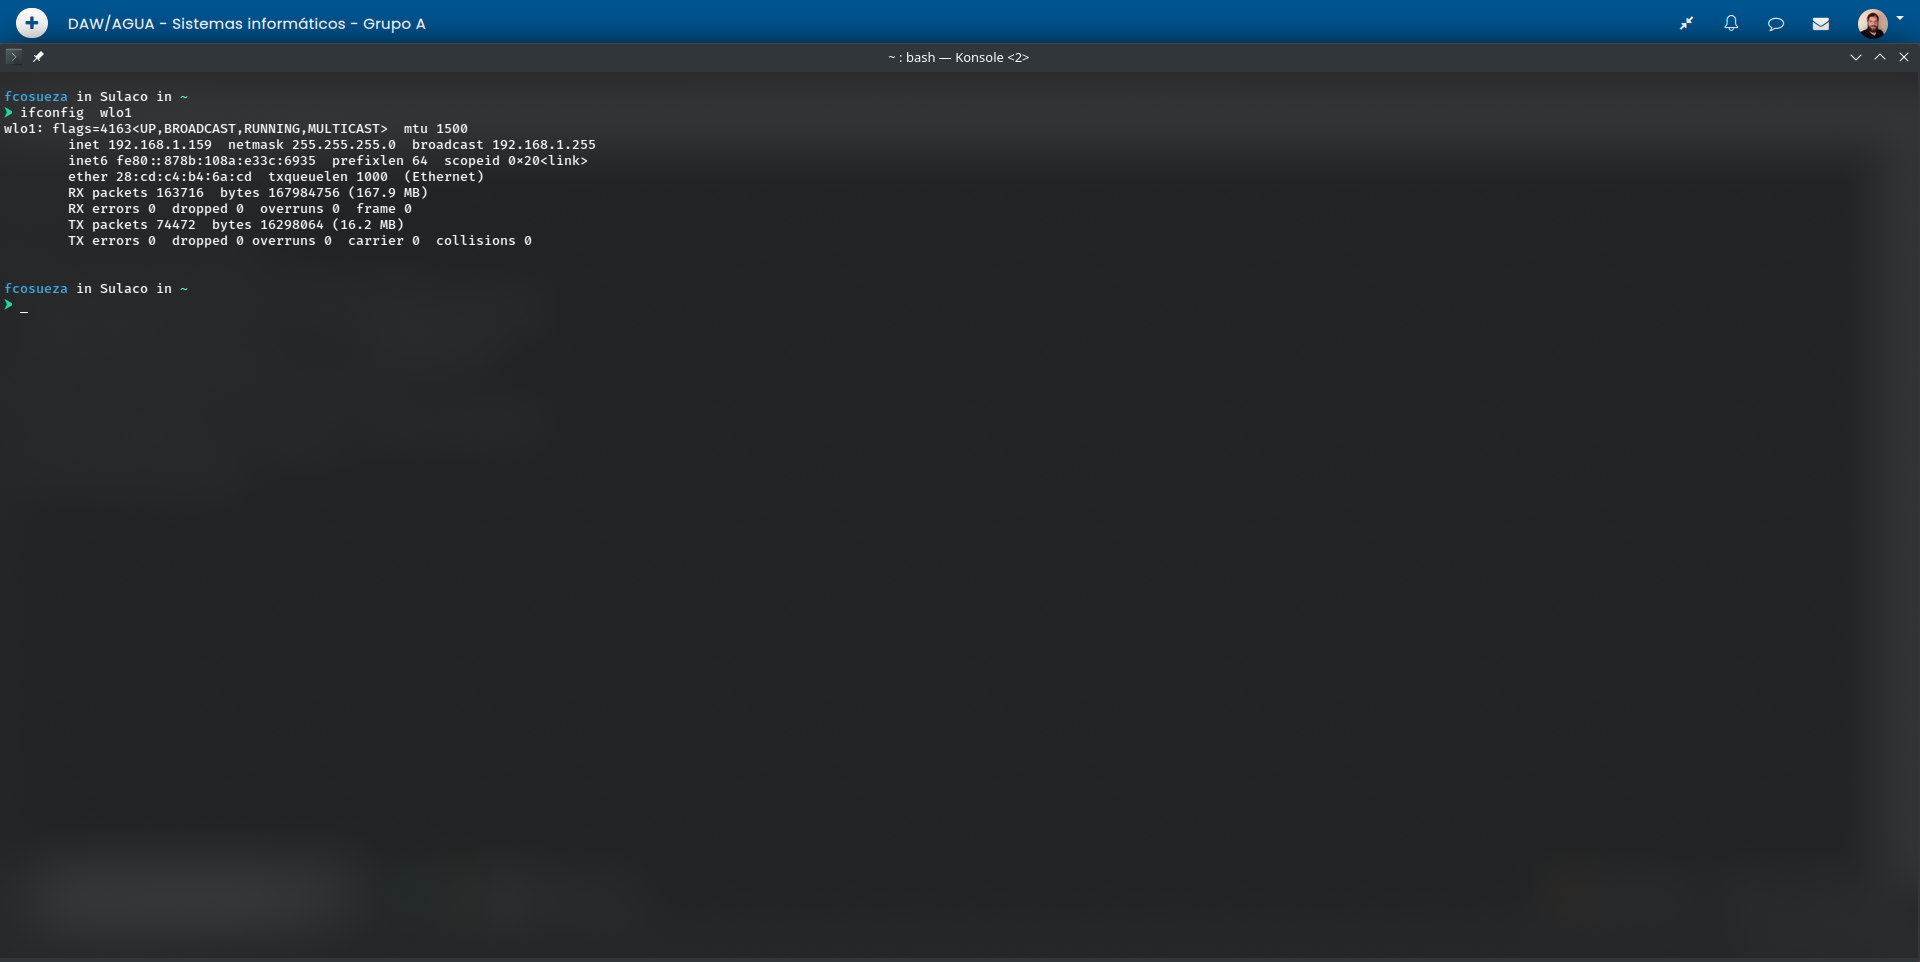 DAW/AGUA - Sistemas informáticos - Grupo A
~ : bash — Konsole <2>
fcosueza in Sulaco in ~
❯ ifconfig  wlo1
wlo1: flags=4163<UP,BROADCAST,RUNNING,MULTICAST>  mtu 1500
        inet 192.168.1.159  netmask 255.255.255.0  broadcast 192.168.1.255
        inet6 fe80::878b:108a:e33c:6935  prefixlen 64  scopeid 0×20<link>
        ether 28:cd:c4:b4:6a:cd  txqueuelen 1000  (Ethernet)
        RX packets 163716  bytes 167984756 (167.9 MB)
        RX errors 0  dropped 0  overruns 0  frame 0
        TX packets 74472  bytes 16298064 (16.2 MB)
        TX errors 0  dropped 0 overruns 0  carrier 0  collisions 0
fcosueza in Sulaco in ~
❯ _